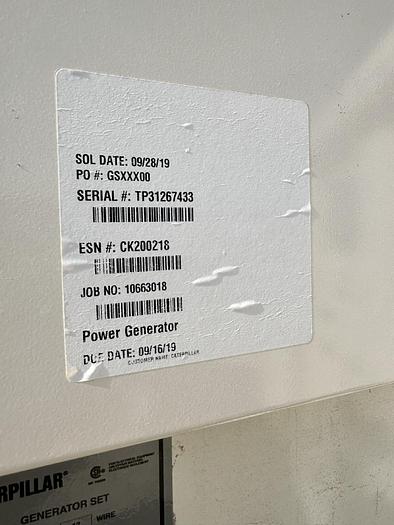 SOL DATE: 09/28/19
PO #: GSXXX00
SERIAL #: TP31267433
ESN #: CK200218
JOB NO: 10663018
Power Generator
DUE DATE: 09/16/19
CUSTOMER NAME: CATERPILLAR
RPILLAR
GENERATOR SET
WIRE